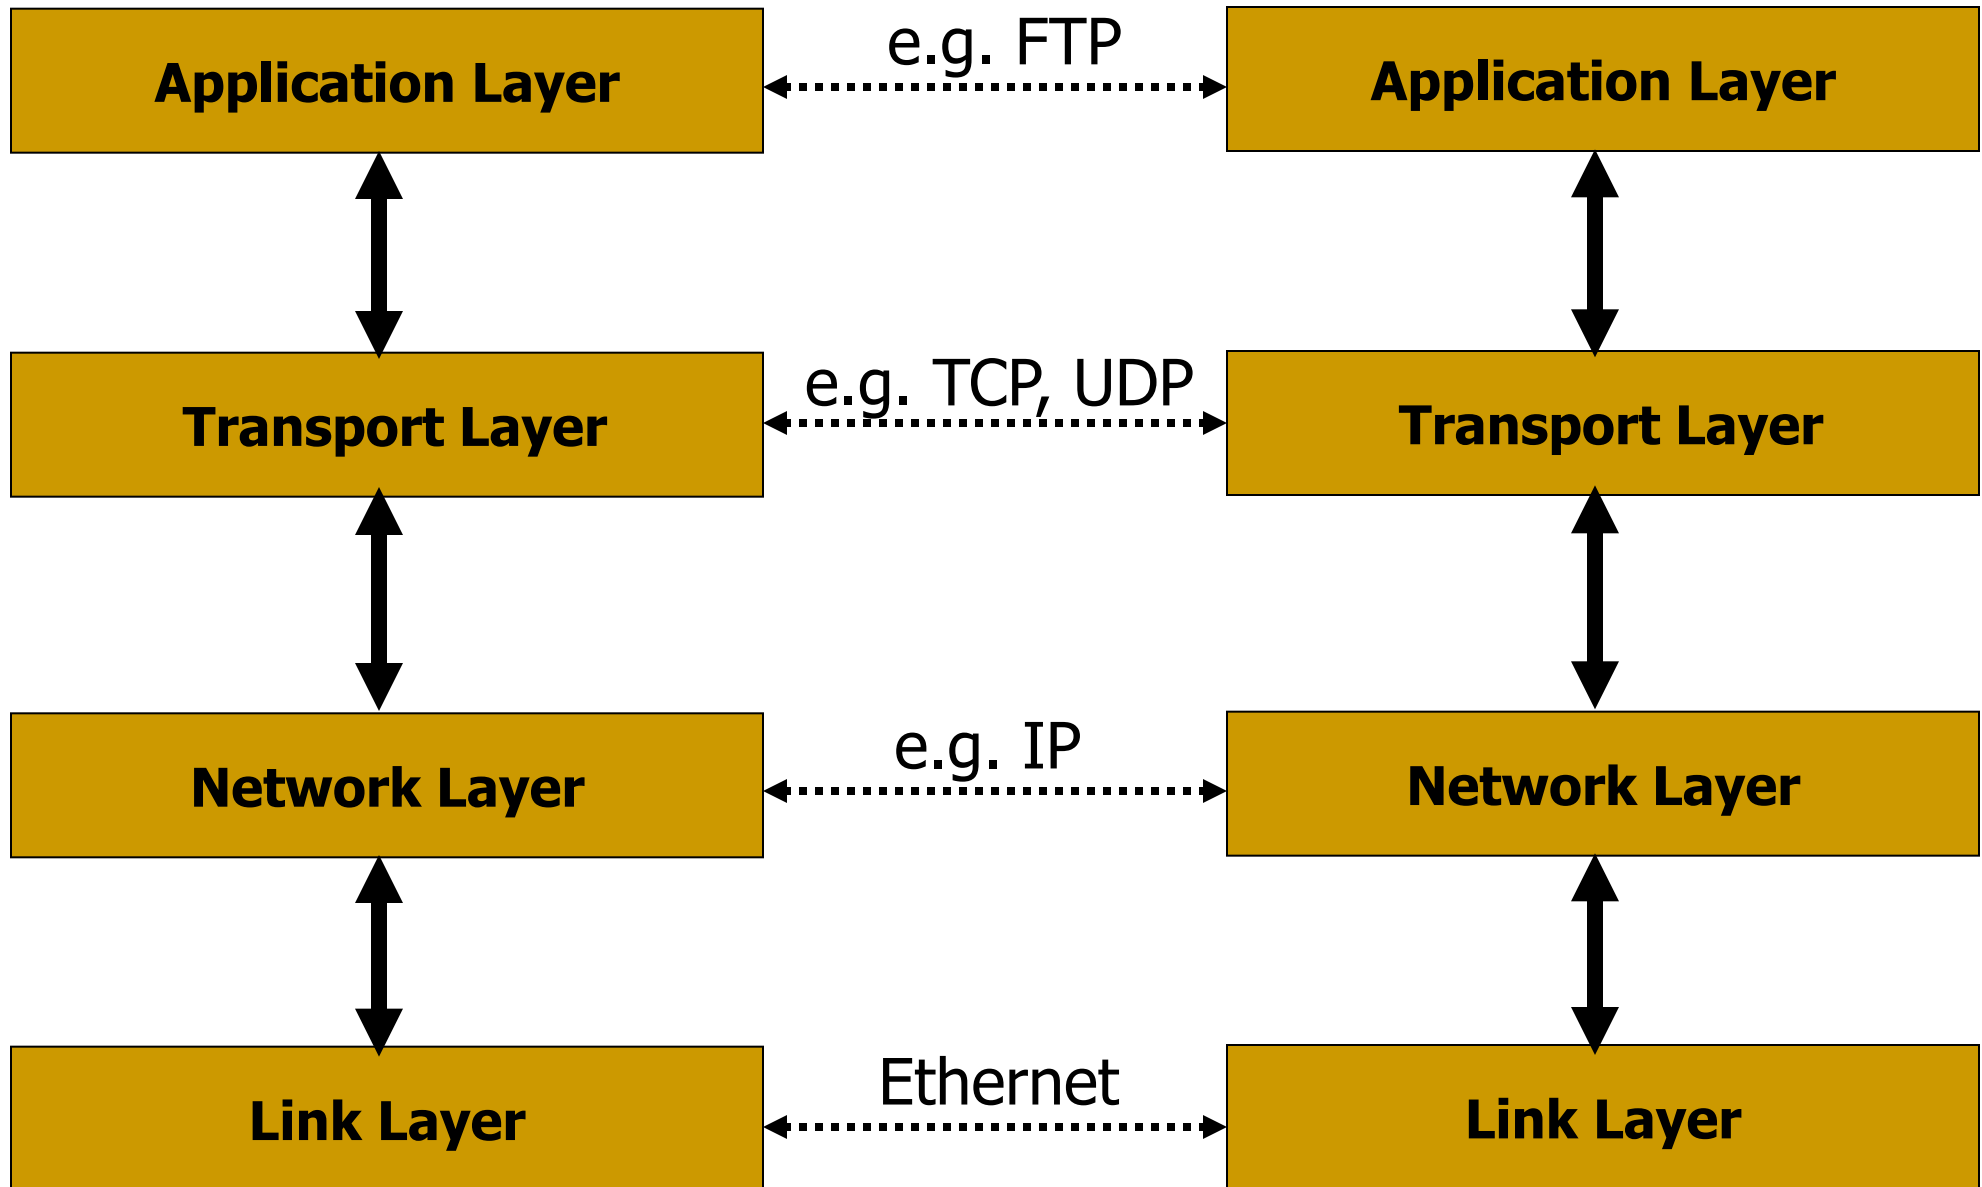 Application Layer
e.g. FTP
Application Layer
Transport Layer
e.g. TCP, UDP
Transport Layer
Network Layer
e.g. IP
Network Layer
Link Layer
Ethernet
Link Layer